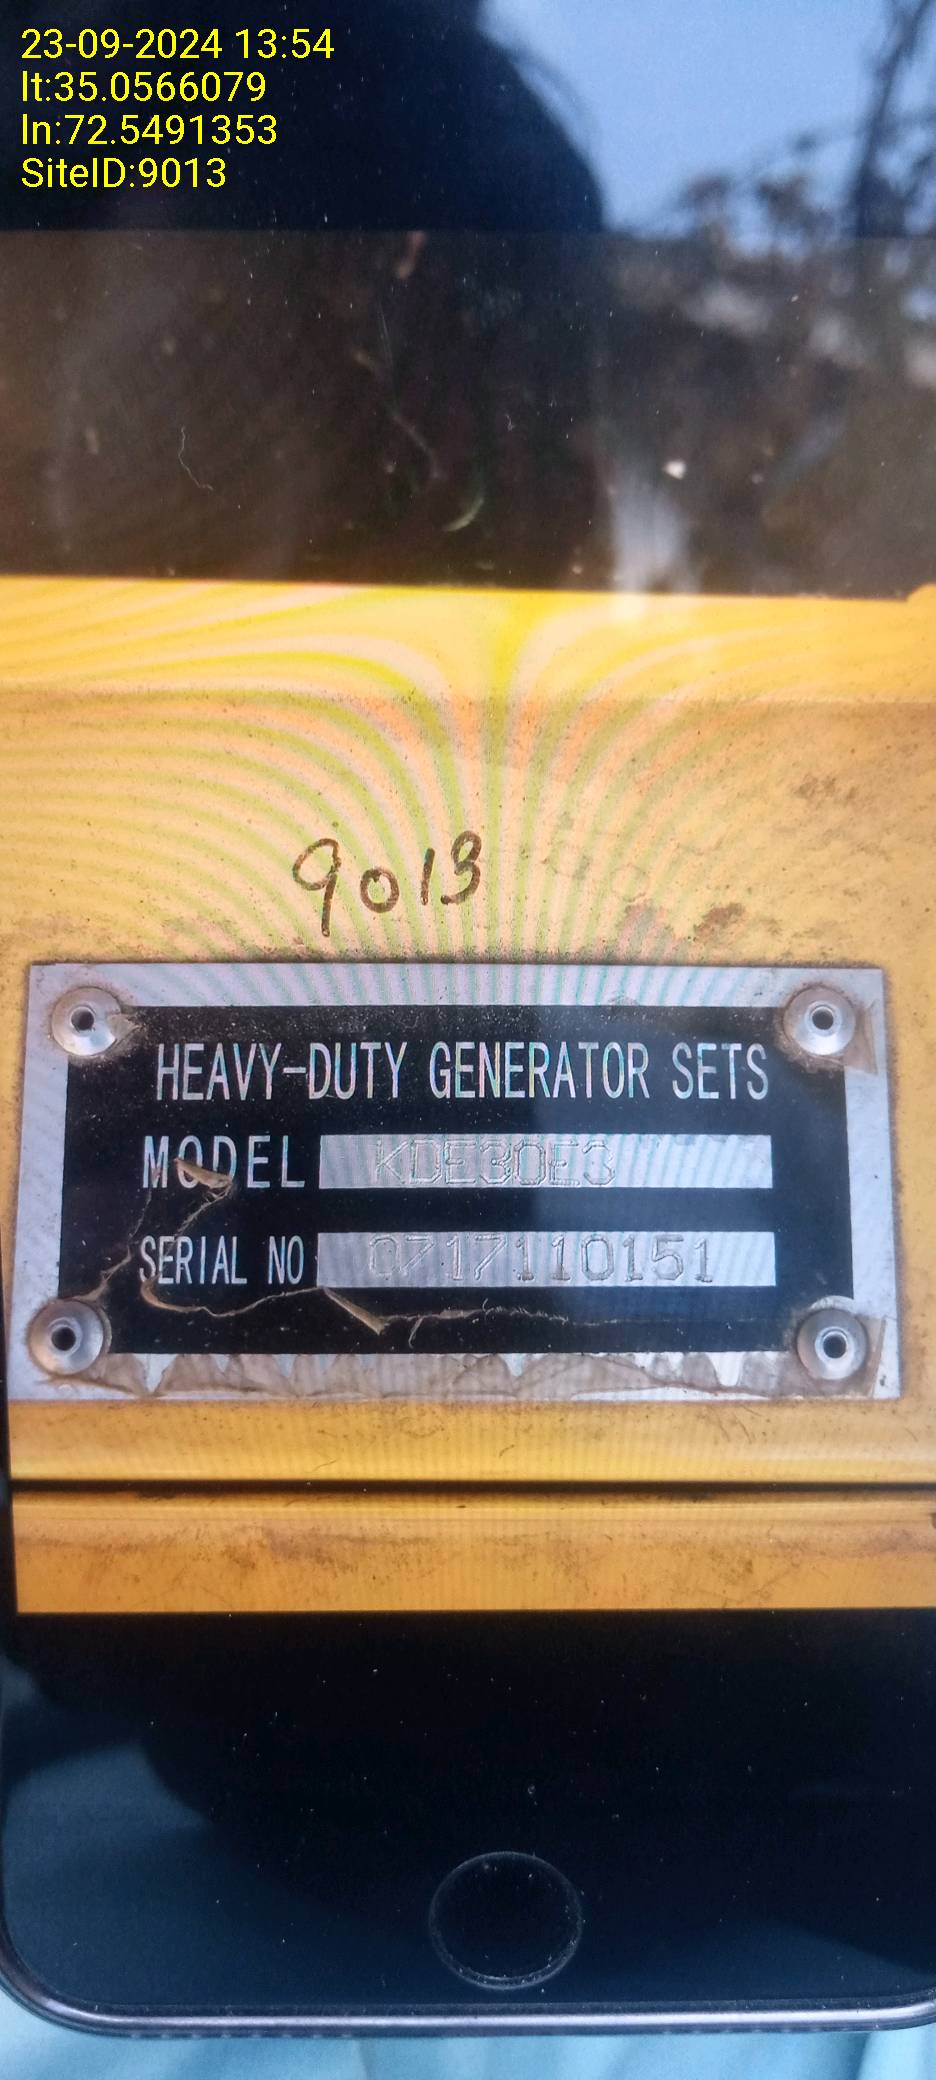 23-09-2024 13:54
lt:35.0566079
ln:72.5491353
SiteID:9013
9013
HEAVY-DUTY GENERATOR SETS
MODEL KDE30E3
SERIAL NO 0717110151